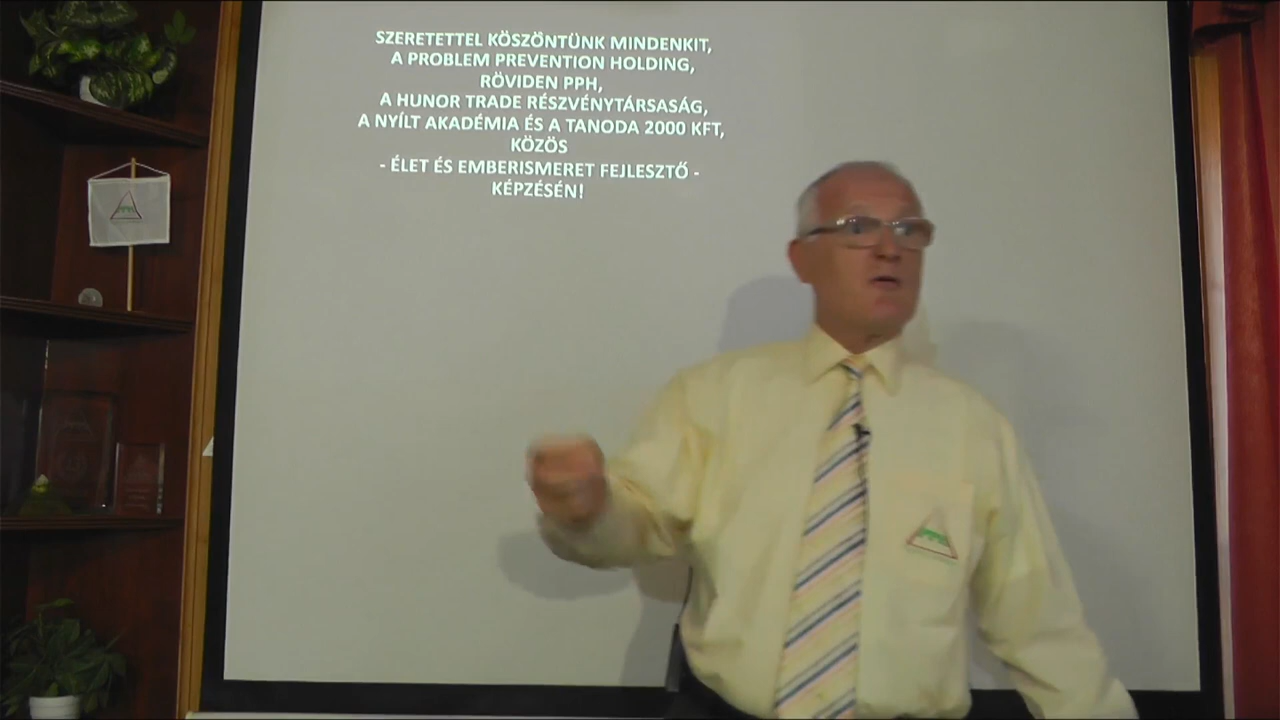 SZERETETTEL KÖSZÖNTÜNK MINDENKIT,
A PROBLEM PREVENTION HOLDING,
RÖVIDEN PPH,
A HUNOR TRADE RÉSZVÉNYTÁRSASÁG,
A NYÍLT AKADÉMIA ÉS A TANODA 2000 KFT,
KÖZÖS
- ÉLET ÉS EMBERISMERET FEJLESZTŐ -
KÉPZÉSÉN!